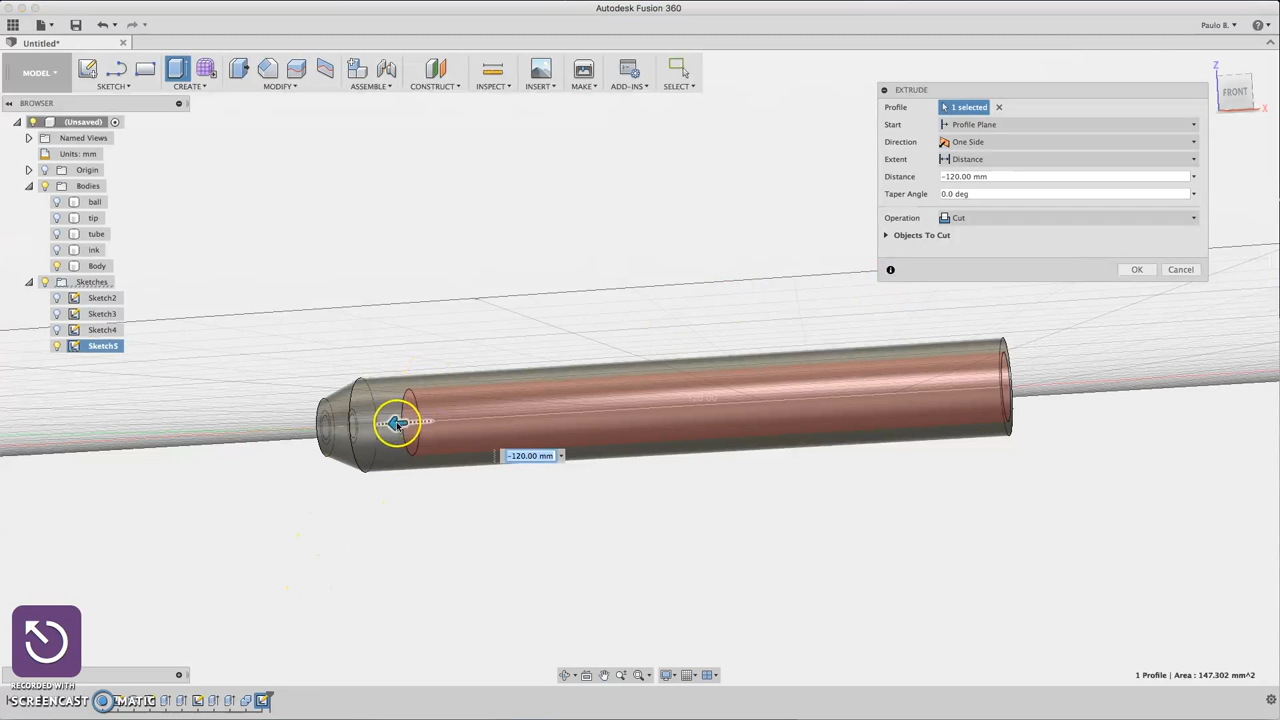 Autodesk Fusion 360
Paulo B.
Untitled*
MODEL
SKETCH
CREATE
MODIFY
ASSEMBLE
CONSTRUCT
INSPECT
INSERT
MAKE
ADD-INS
SELECT
BROWSER
(Unsaved)
Named Views
Units: mm
Origin
Bodies
ball
tip
tube
ink
Body
Sketches
Sketch2
Sketch3
Sketch4
Sketch5
EXTRUDE
Profile 1 selected
Start Profile Plane
Direction One Side
Extent Distance
Distance -120.00 mm
Taper Angle 0.0 deg
Operation Cut
Objects To Cut
OK Cancel
FRONT
Z
X
120.00
-120.00 mm
1 Profile | Area : 147.302 mm^2
RECORDED WITH
SCREENCAST MATIC